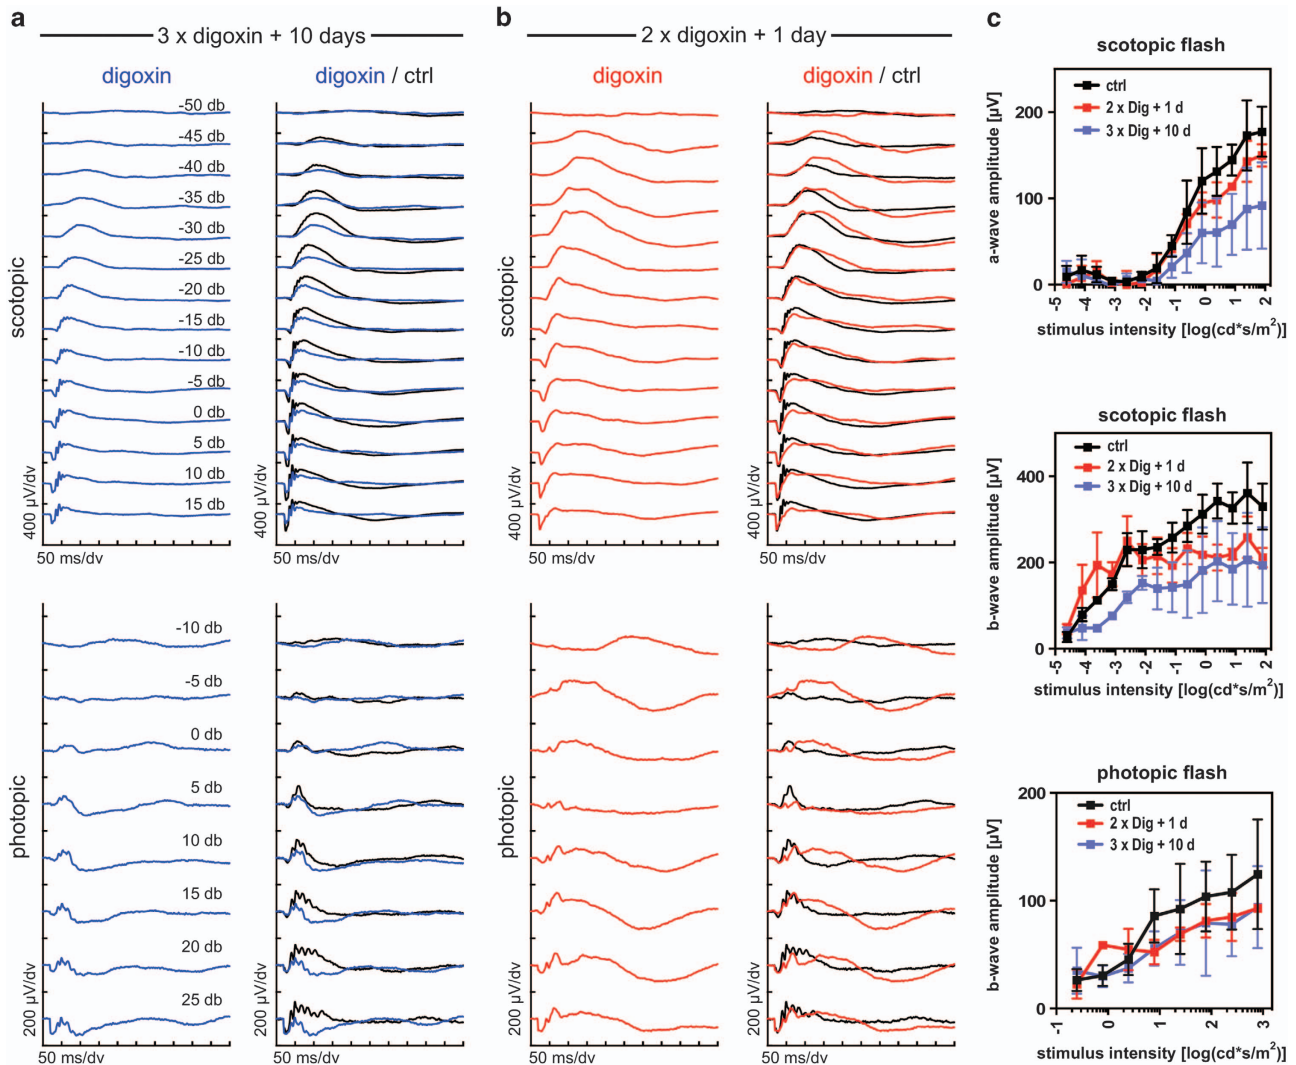 a
3 x digoxin + 10 days
digoxin
digoxin / ctrl
scotopic
-50 db
-45 db
-40 db
-35 db
-30 db
-25 db
-20 db
-15 db
-10 db
-5 db
0 db
5 db
10 db
15 db
400 µV/dv
50 ms/dv
400 µV/dv
50 ms/dv
photopic
-10 db
-5 db
0 db
5 db
10 db
15 db
20 db
25 db
200 µV/dv
50 ms/dv
200 µV/dv
50 ms/dv
b
2 x digoxin + 1 day
digoxin
digoxin / ctrl
scotopic
400 µV/dv
50 ms/dv
400 µV/dv
50 ms/dv
photopic
200 µV/dv
50 ms/dv
200 µV/dv
50 ms/dv
c
scotopic flash
ctrl
2 x Dig + 1 d
3 x Dig + 10 d
a-wave amplitude [µV]
200
100
0
-5 -4 -3 -2 -1 0 1 2
stimulus intensity [log(cd*s/m²)]
scotopic flash
ctrl
2 x Dig + 1 d
3 x Dig + 10 d
b-wave amplitude [µV]
400
200
0
-5 -4 -3 -2 -1 0 1 2
stimulus intensity [log(cd*s/m²)]
photopic flash
ctrl
2 x Dig + 1 d
3 x Dig + 10 d
b-wave amplitude [µV]
200
100
0
-1 0 1 2 3
stimulus intensity [log(cd*s/m²)]